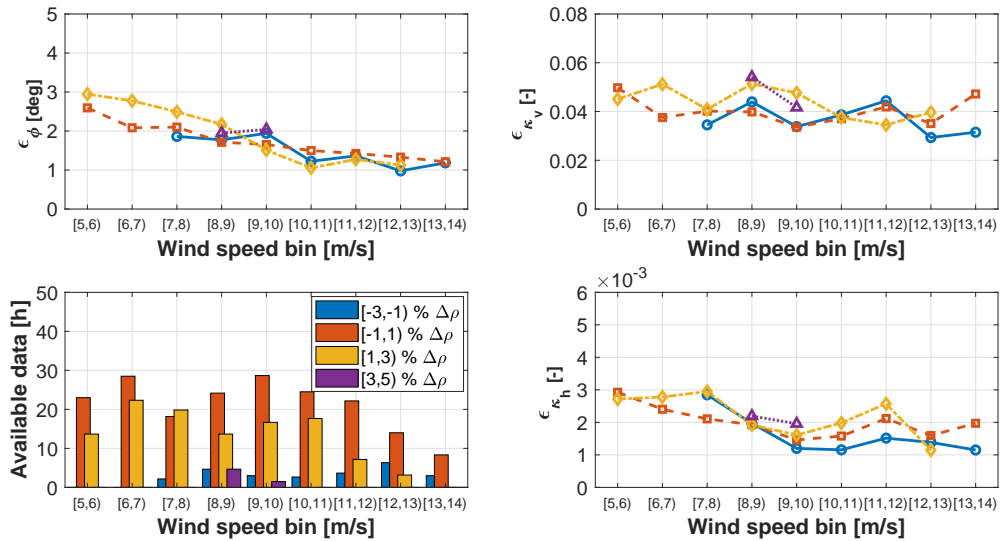 5
4
3
2
1
0
ϵϕ [deg]
[5,6) [6,7) [7,8) [8,9) [9,10) [10,11) [11,12) [12,13) [13,14)
Wind speed bin [m/s]
0.08
0.06
0.04
0.02
0
ϵκv [-]
[5,6) [6,7) [7,8) [8,9) [9,10) [10,11) [11,12) [12,13) [13,14)
Wind speed bin [m/s]
50
40
30
20
10
0
Available data [h]
[-3,-1) % Δρ
[-1,1) % Δρ
[1,3) % Δρ
[3,5) % Δρ
[5,6) [6,7) [7,8) [8,9) [9,10) [10,11) [11,12) [12,13) [13,14)
Wind speed bin [m/s]
×10-3
6
5
4
3
2
1
0
ϵκh [-]
[5,6) [6,7) [7,8) [8,9) [9,10) [10,11) [11,12) [12,13) [13,14)
Wind speed bin [m/s]